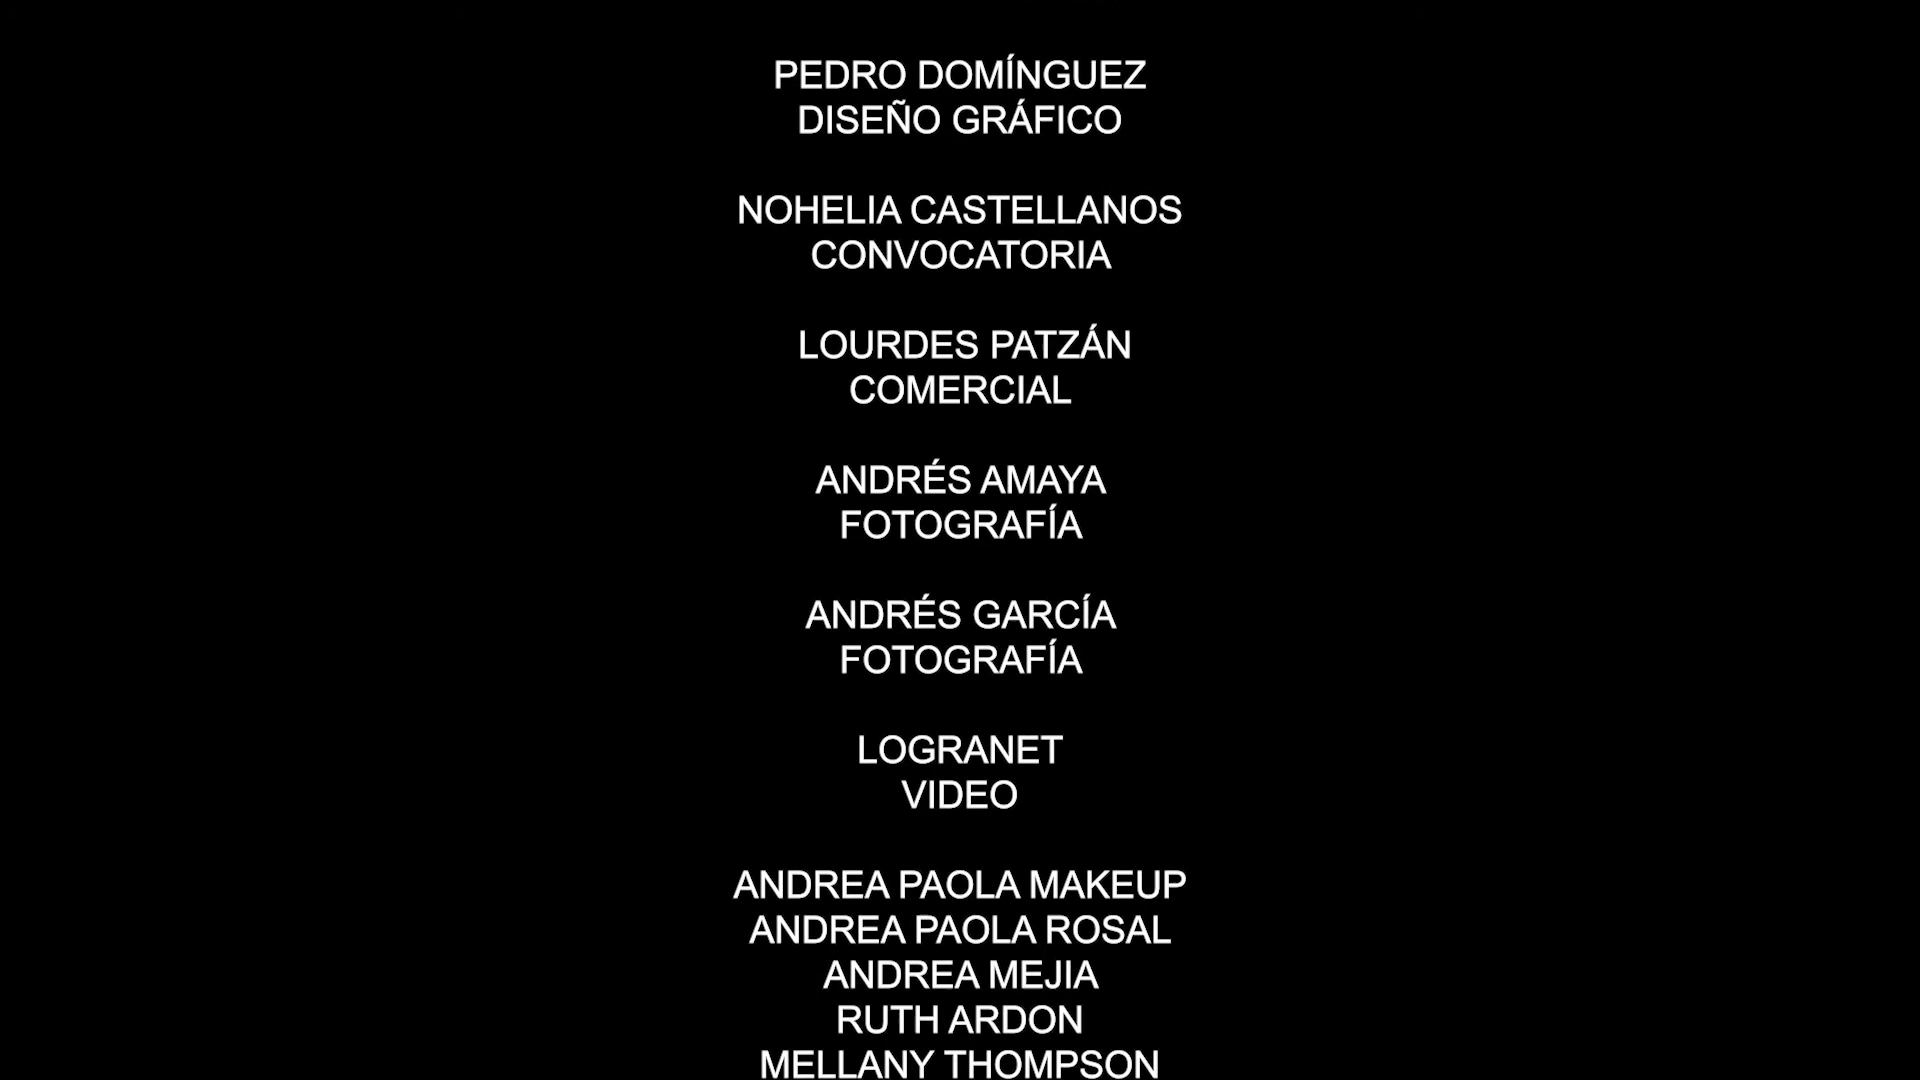 PEDRO DOMÍNGUEZ
DISEÑO GRÁFICO
NOHELIA CASTELLANOS
CONVOCATORIA
LOURDES PATZÁN
COMERCIAL
ANDRÉS AMAYA
FOTOGRAFÍA
ANDRÉS GARCÍA
FOTOGRAFÍA
LOGRANET
VIDEO
ANDREA PAOLA MAKEUP
ANDREA PAOLA ROSAL
ANDREA MEJIA
RUTH ARDON
MELLANY THOMPSON